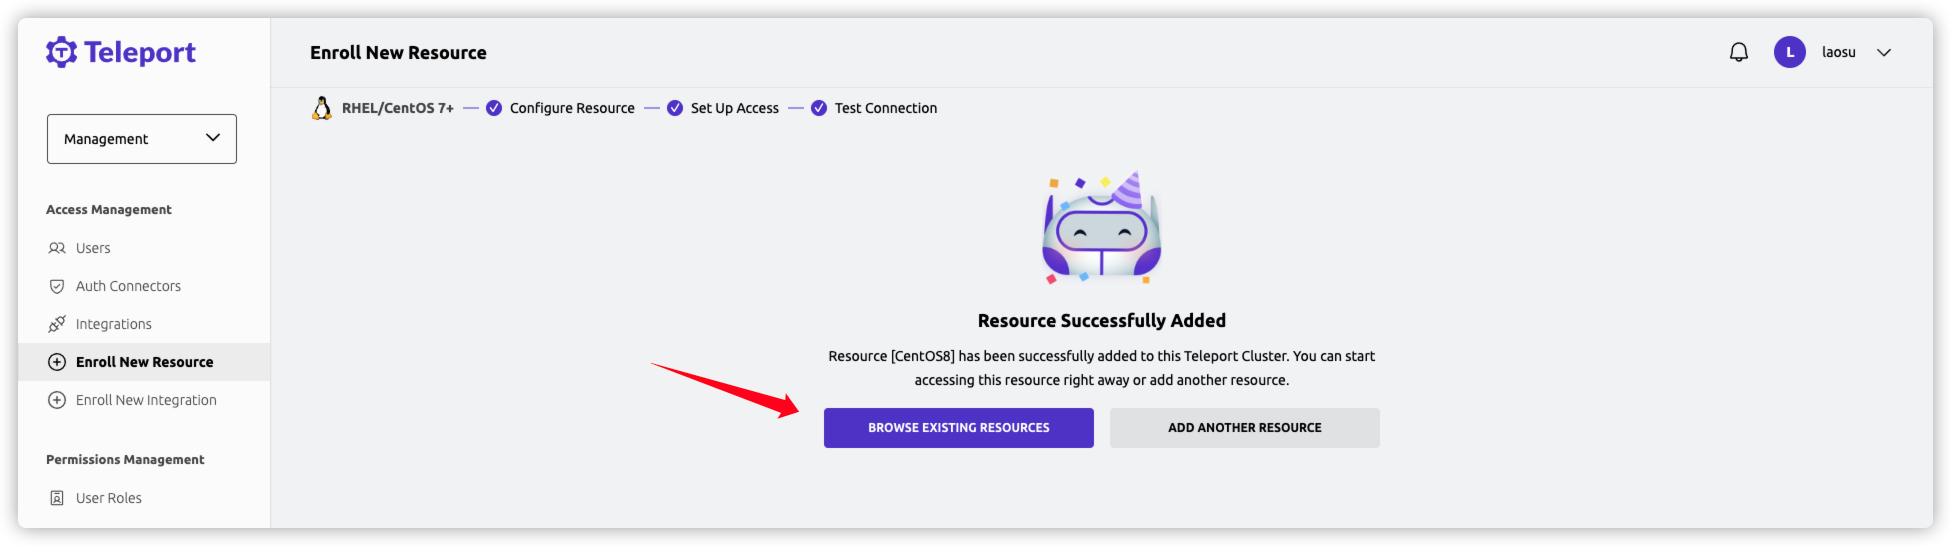 Teleport
Management
Access Management
Users
Auth Connectors
Integrations
Enroll New Resource
Enroll New Integration
Permissions Management
User Roles
Enroll New Resource
L laosu
RHEL/CentOS 7+ Configure Resource Set Up Access Test Connection
Resource Successfully Added
Resource [CentOS8] has been successfully added to this Teleport Cluster. You can start
accessing this resource right away or add another resource.
BROWSE EXISTING RESOURCES ADD ANOTHER RESOURCE